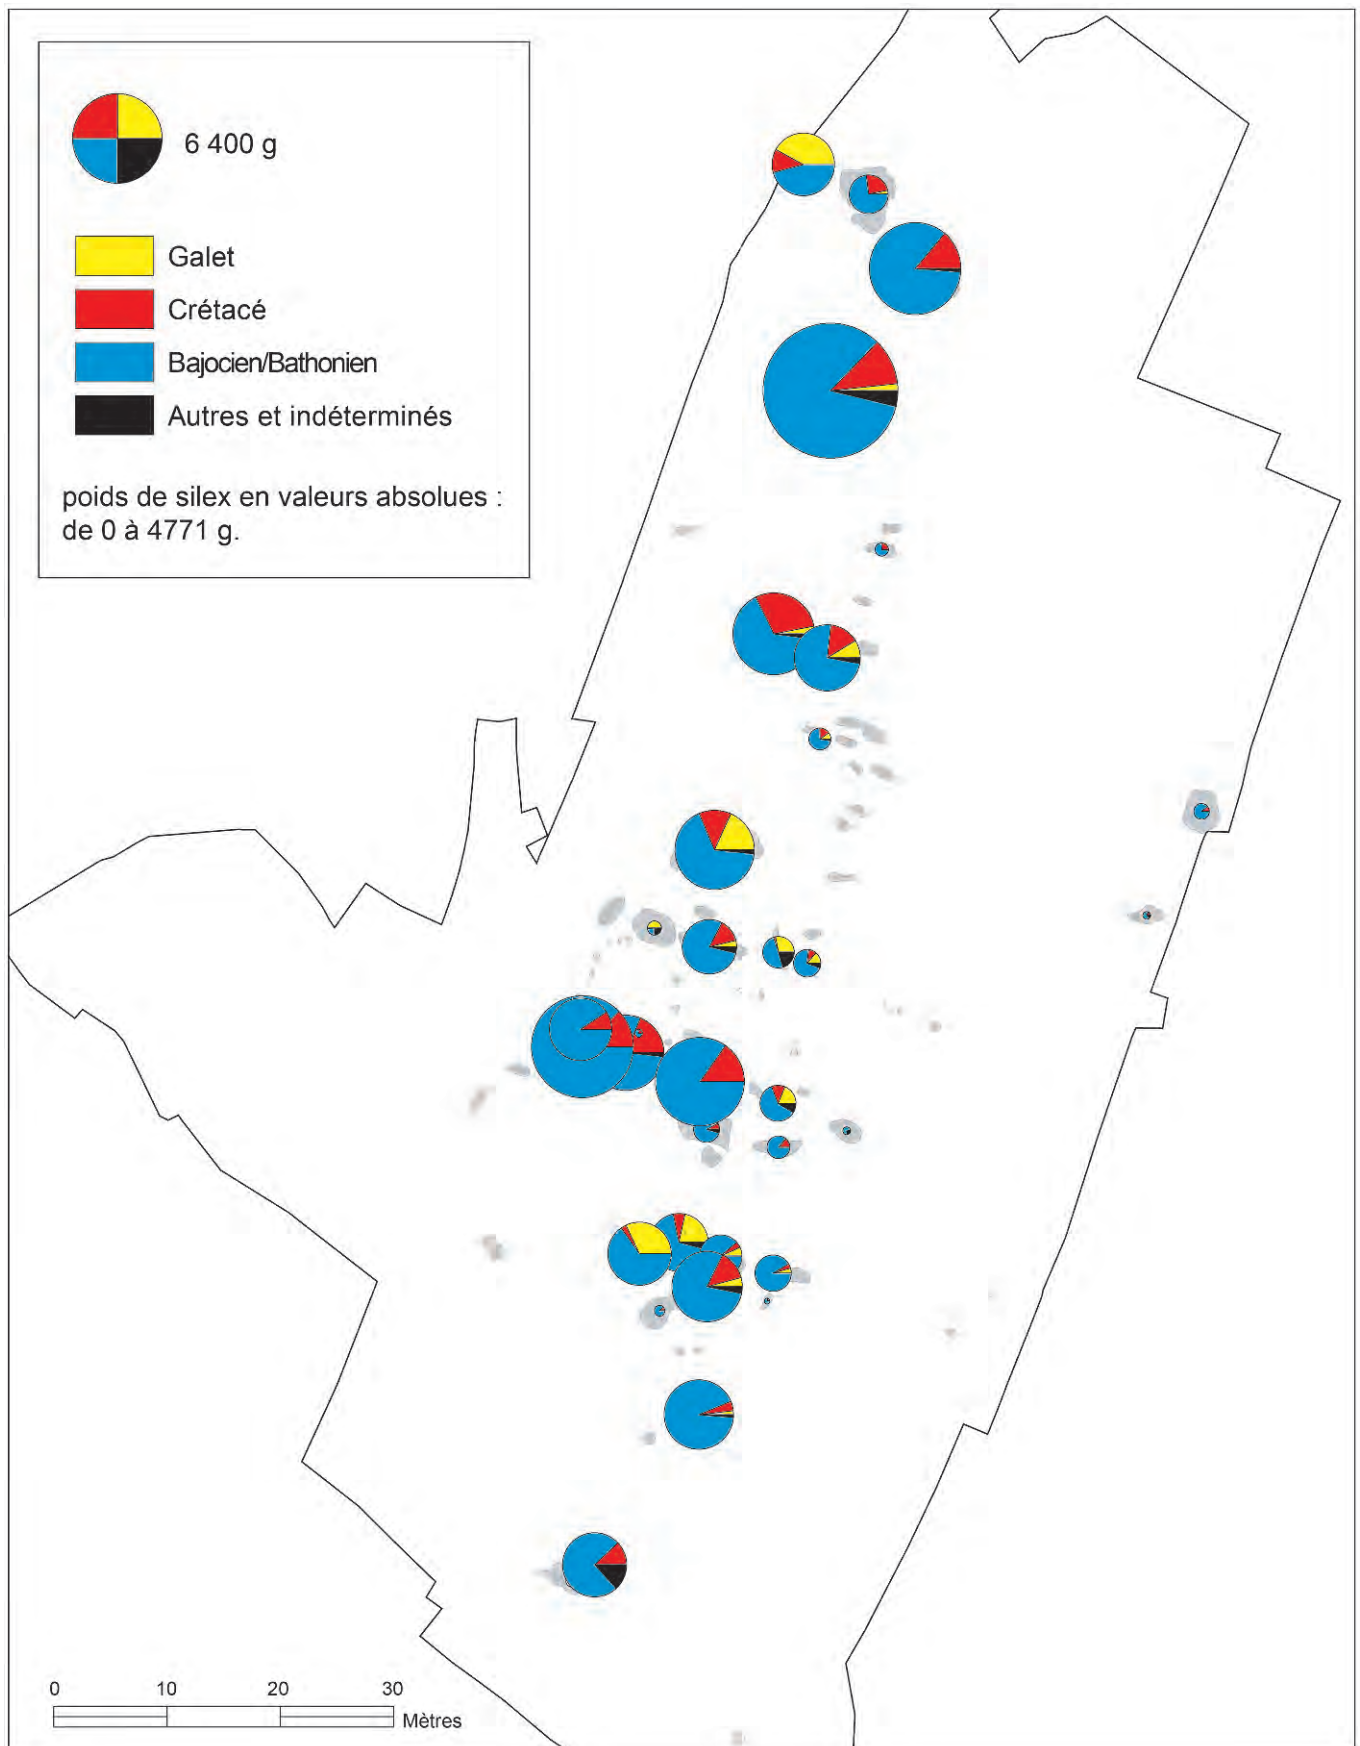 6 400 g
Galet
Crétacé
Bajocien/Bathonien
Autres et indéterminés
poids de silex en valeurs absolues :
de 0 à 4771 g.
0 10 20 30
Mètres